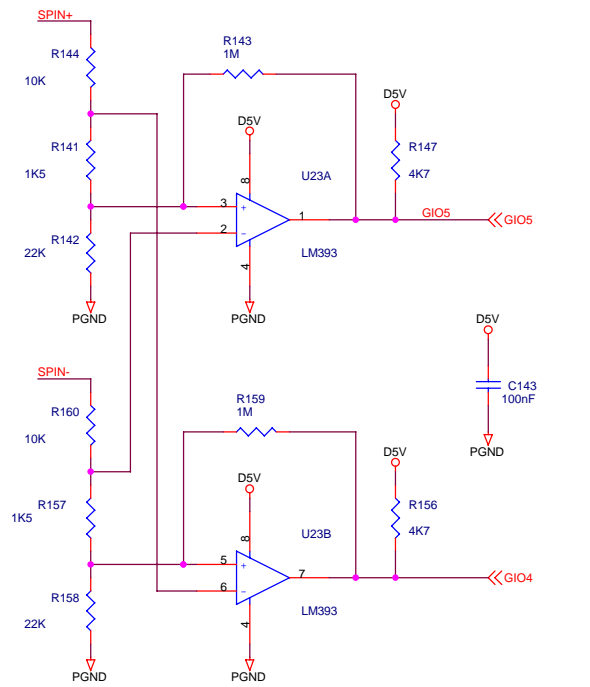 SPIN+
R144
10K
R143
1M
D5V
D5V
R141
1K5
R147
4K7
8
U23A
3
+
1
GIO5
GIO5
2
-
R142
22K
4
LM393
PGND
PGND
D5V
SPIN-
C143
100nF
R160
10K
R159
1M
PGND
D5V
D5V
R157
1K5
R156
4K7
8
U23B
5
+
7
GIO4
6
-
R158
22K
4
LM393
PGND
PGND